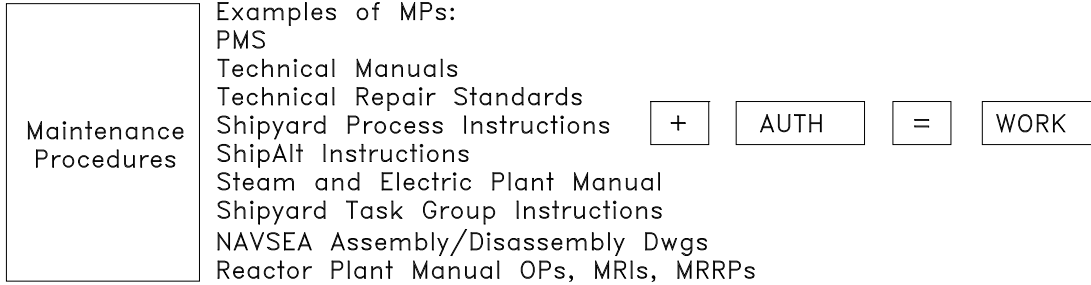 Maintenance
Procedures
Examples of MPs:
PMS
Technical Manuals
Technical Repair Standards
Shipyard Process Instructions
ShipAlt Instructions
Steam and Electric Plant Manual
Shipyard Task Group Instructions
NAVSEA Assembly/Disassembly Dwgs
Reactor Plant Manual OPs, MRIs, MRRPs
+
AUTH
=
WORK